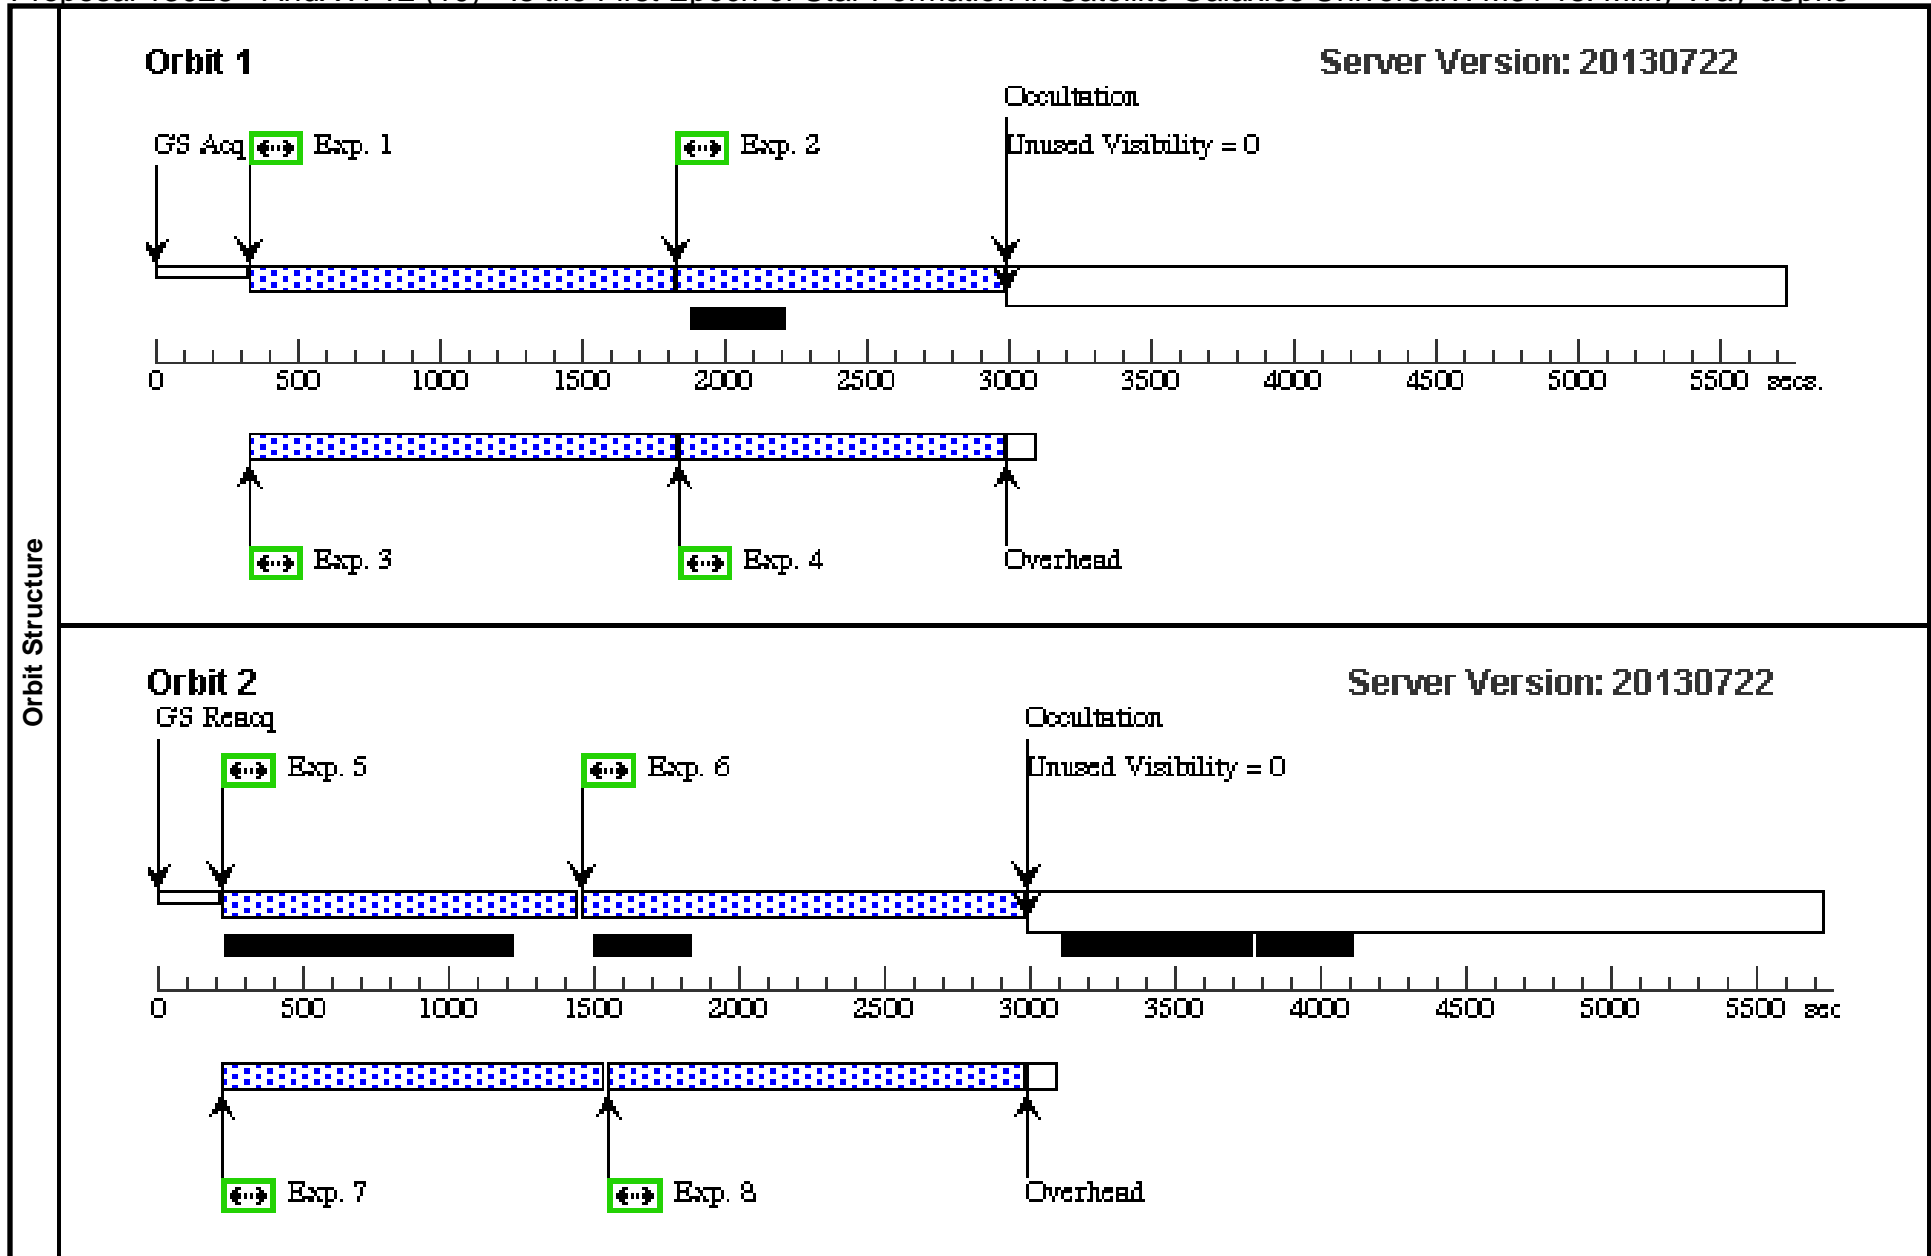 Orbit Structure
Orbit 1
Server Version: 20130722
Occultation
GS Acq
Exp. 1
Exp. 2
Unused Visibility = 0
0 500 1000 1500 2000 2500 3000 3500 4000 4500 5000 5500 secs.
Exp. 3
Exp. 4
Overhead
Orbit 2
Server Version: 20130722
GS Reacq
Occultation
Exp. 5
Exp. 6
Unused Visibility = 0
0 500 1000 1500 2000 2500 3000 3500 4000 4500 5000 5500 sec
Exp. 7
Exp. 8
Overhead